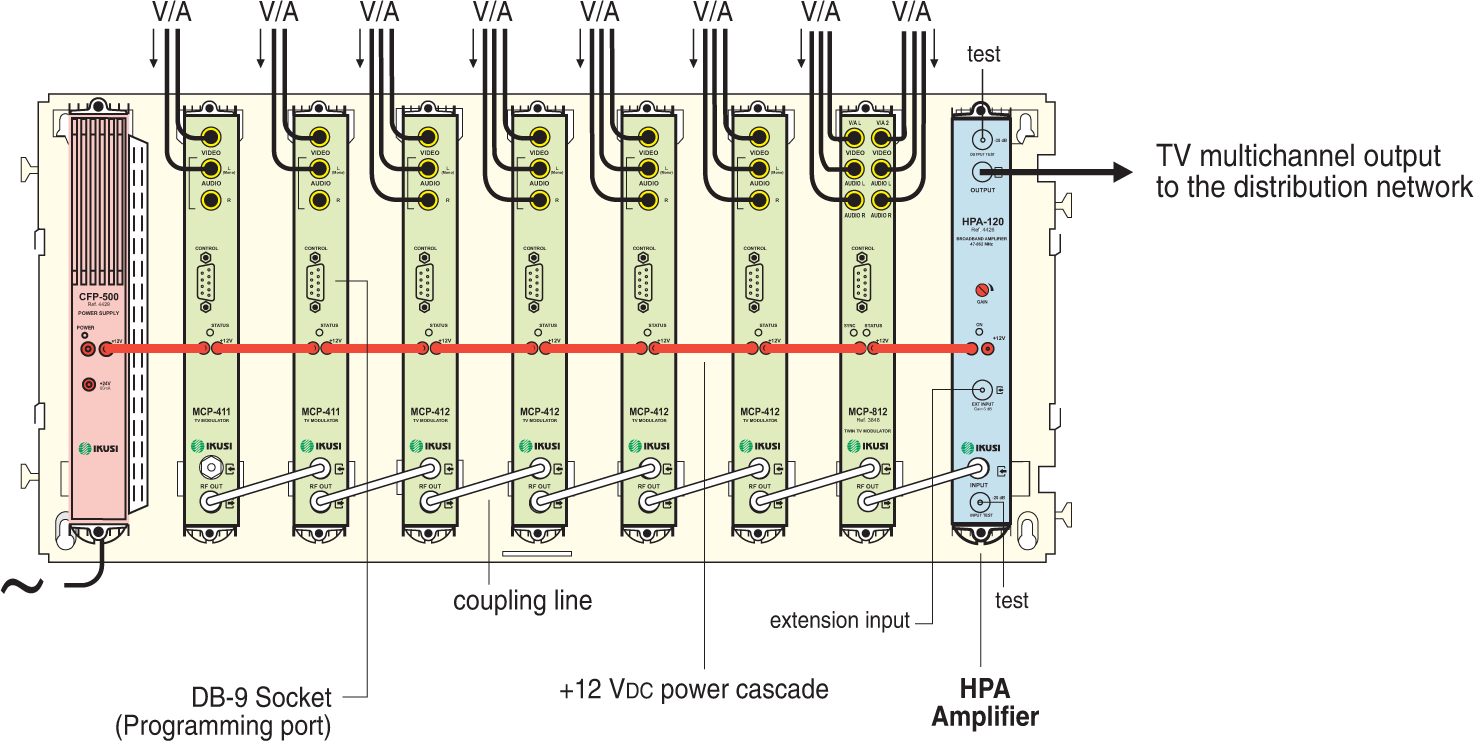 V/A V/A V/A V/A V/A V/A V/A V/A
test
TV multichannel output
to the distribution network
CFP-500
Ref. 4428
POWER SUPPLY
POWER
+12V
+24V
IKUSI
VIDEO
L
(Mono)
AUDIO
R
CONTROL
STATUS
+12V
MCP-411
TV MODULATOR
IKUSI
RF OUT
VIDEO
L
(Mono)
AUDIO
R
CONTROL
STATUS
+12V
MCP-411
TV MODULATOR
IKUSI
RF OUT
VIDEO
L
(Mono)
AUDIO
R
CONTROL
STATUS
+12V
MCP-412
TV MODULATOR
IKUSI
RF OUT
VIDEO
L
(Mono)
AUDIO
R
CONTROL
STATUS
+12V
MCP-412
TV MODULATOR
IKUSI
RF OUT
VIDEO
L
(Mono)
AUDIO
R
CONTROL
STATUS
+12V
MCP-412
TV MODULATOR
IKUSI
RF OUT
VIDEO
L
(Mono)
AUDIO
R
CONTROL
STATUS
+12V
MCP-412
TV MODULATOR
IKUSI
RF OUT
V/A L V/A 2
VIDEO VIDEO
AUDIO L AUDIO L
AUDIO R AUDIO R
CONTROL
SYNC STATUS
+12V
MCP-812
Ref. 3848
TWIN TV MODULATOR
IKUSI
RF OUT
-30 dB
OUTPUT TEST
OUTPUT
HPA-120
Ref. 4428
BROADBAND AMPLIFIER
47-862 MHz
GAIN
ON
+12V
EXT INPUT
IKUSI
INPUT
-20 dB
INPUT TEST
coupling line
test
extension input
DB-9 Socket
(Programming port)
+12 VDC power cascade
HPA
Amplifier